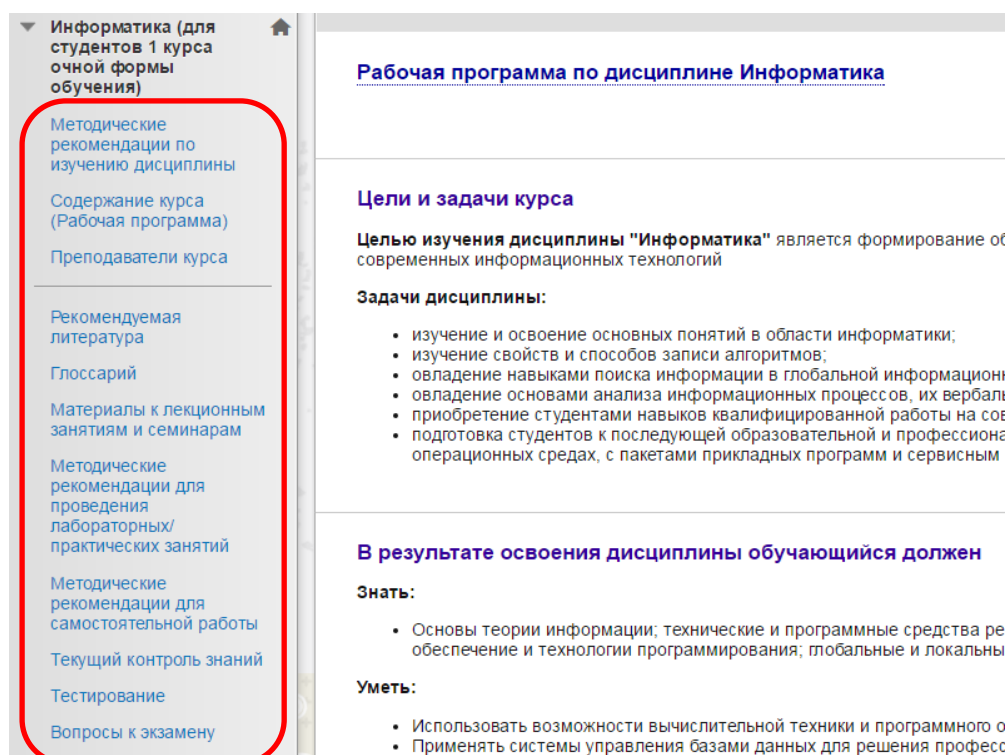 Информатика (для
студентов 1 курса
очной формы
обучения)
Методические
рекомендации по
изучению дисциплины
Содержание курса
(Рабочая программа)
Преподаватели курса
Рекомендуемая
литература
Глоссарий
Материалы к лекционным
занятиям и семинарам
Методические
рекомендации для
проведения
лабораторных/
практических занятий
Методические
рекомендации для
самостоятельной работы
Текущий контроль знаний
Тестирование
Вопросы к экзамену
Рабочая программа по дисциплине Информатика
Цели и задачи курса
Целью изучения дисциплины "Информатика" является формирование об
современных информационных технологий
Задачи дисциплины:
• изучение и освоение основных понятий в области информатики;
• изучение свойств и способов записи алгоритмов;
• овладение навыками поиска информации в глобальной информационн
• овладение основами анализа информационных процессов, их вербаль
• приобретение студентами навыков квалифицированной работы на сов
• подготовка студентов к последующей образовательной и профессиона
операционных средах, с пакетами прикладных программ и сервисным
В результате освоения дисциплины обучающийся должен
Знать:
• Основы теории информации; технические и программные средства ре
обеспечение и технологии программирования; глобальные и локальны
Уметь:
• Использовать возможности вычислительной техники и программного о
• Применять системы управления базами данных для решения професс